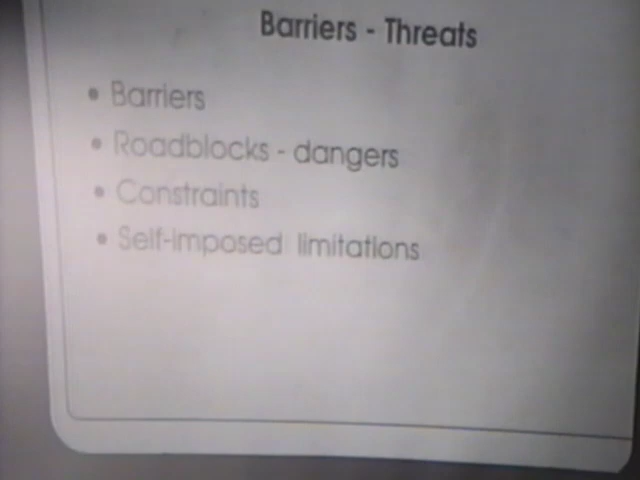 Barriers - Threats
• Barriers
• Roadblocks - dangers
• Constraints
• Self-imposed limitations